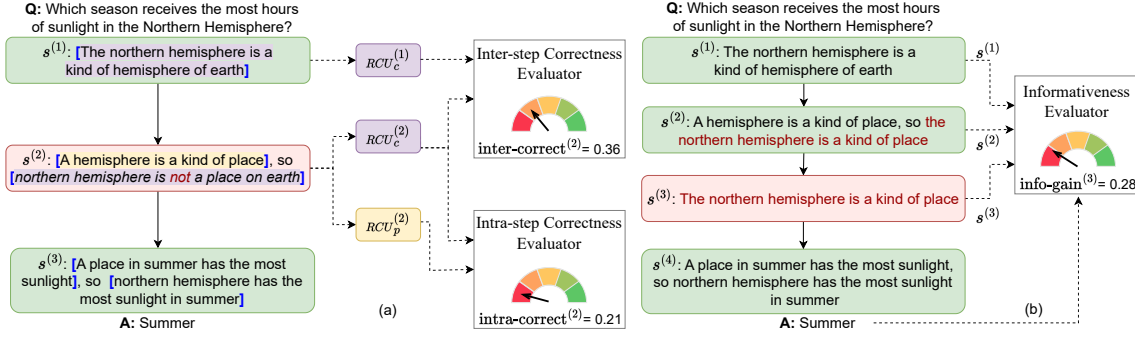 Q: Which season receives the most hours
of sunlight in the Northern Hemisphere?
s(1): [The northern hemisphere is a
kind of hemisphere of earth]
s(2): [A hemisphere is a kind of place], so
[northern hemisphere is not a place on earth]
s(3): [A place in summer has the most
sunlight], so [northern hemisphere has the
most sunlight in summer]
A: Summer
RCU_c^(1)
RCU_c^(2)
RCU_p^(2)
Inter-step Correctness
Evaluator
inter-correct(2) = 0.36
Intra-step Correctness
Evaluator
intra-correct(2) = 0.21
(a)
Q: Which season receives the most hours
of sunlight in the Northern Hemisphere?
s(1): The northern hemisphere is a
kind of hemisphere of earth
s(2): A hemisphere is a kind of place, so the
northern hemisphere is a kind of place
s(3): The northern hemisphere is a kind of place
s(4): A place in summer has the most sunlight,
so northern hemisphere has the most sunlight
in summer
A: Summer
s(1)
s(2)
s(3)
Informativeness
Evaluator
info-gain(3) = 0.28
(b)